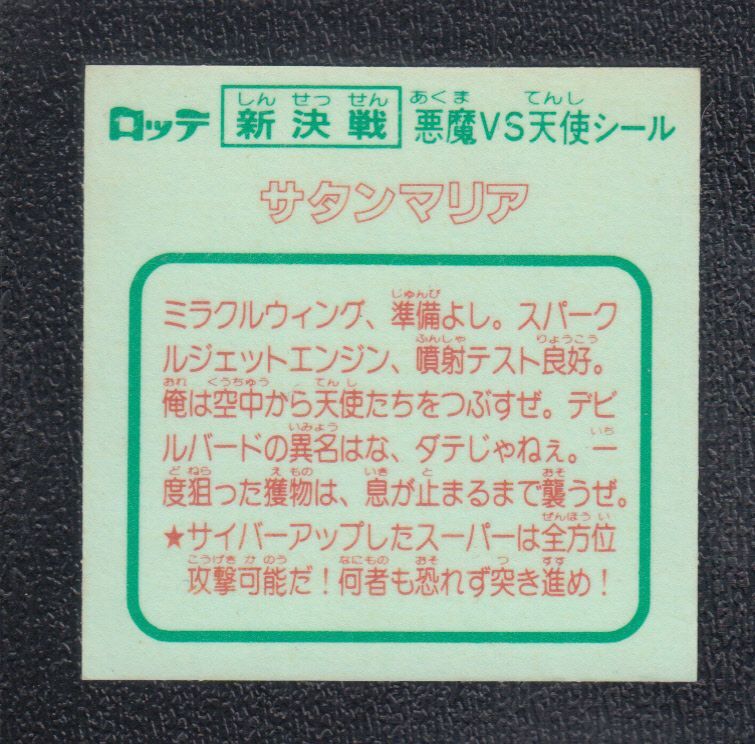 ロッテ 新決戦 悪魔VS天使シール
しん せっ せん あくま てんし
サタンマリア
じゅんび
ミラクルウィング、準備よし。スパーク
ふんしゃ りょうこう
ルジェットエンジン、噴射テスト良好。
おれ くうちゅう てんし
俺は空中から天使たちをつぶすぜ。デビ
いみょう いち
ルバードの異名はな、ダテじゃねぇ。一
ど ねら えもの いき と おそ
度狙った獲物は、息が止まるまで襲うぜ。
ぜんほうい
★サイバーアップしたスーパーは全方位
こうげきかのう なにもの おそ つ すす
攻撃可能だ!何者も恐れず突き進め!